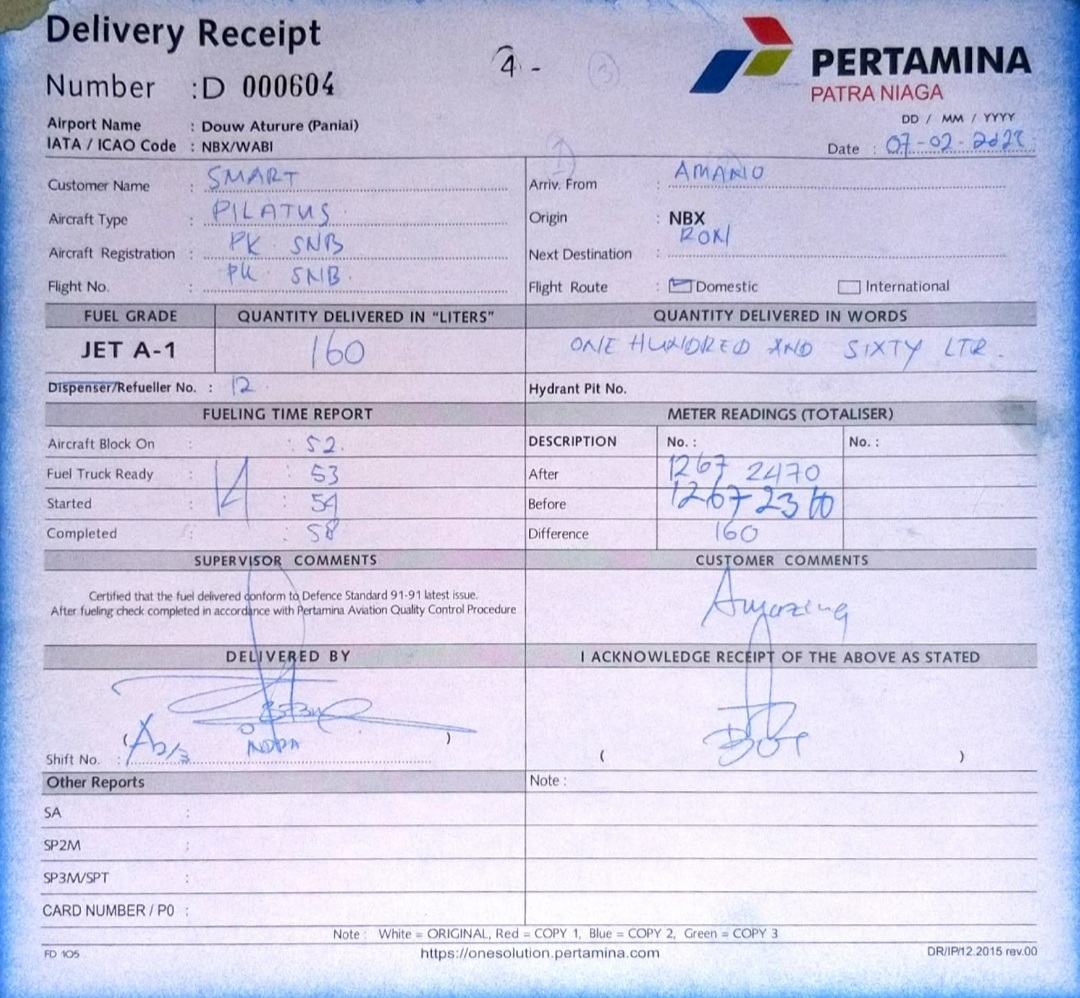 Delivery Receipt
Number : D 000604
4 -
3
PERTAMINA
PATRA NIAGA
Airport Name : Douw Aturure (Paniai)
IATA / ICAO Code : NBX/WABI
DD / MM / YYYY
Date : 07-02-
Customer Name : SMART
Aircraft Type : PILATUS
Aircraft Registration : PK SNB
Flight No. : PK SNB
Arriv. From :
Origin : NBX
Next Destination :
Flight Route : Domestic International
FUEL GRADE QUANTITY DELIVERED IN "LITERS" QUANTITY DELIVERED IN WORDS
JET A-1 160 ONE HUNDRED AND SIXTY LTR.
Dispenser/Refueller No. : 12 Hydrant Pit No.
FUELING TIME REPORT METER READINGS (TOTALISER)
Aircraft Block On : : 52. DESCRIPTION No. : No. :
Fuel Truck Ready : : 53 After 1267 2470
Started : : 54 Before 1267 2310
Completed : : 58 Difference 160
SUPERVISOR COMMENTS CUSTOMER COMMENTS
Certified that the fuel delivered conform to Defence Standard 91-91 latest issue.
After fueling check completed in accordance with Pertamina Aviation Quality Control Procedure
Amazing
DELIVERED BY I ACKNOWLEDGE RECEIPT OF THE ABOVE AS STATED
Shift No. : ( ) ( )
Other Reports Note :
SA :
SP2M :
SP3M/SPT :
CARD NUMBER / P0 :
Note : White = ORIGINAL, Red = COPY 1, Blue = COPY 2, Green = COPY 3
FD 105 https://onesolution.pertamina.com DR/IP/12.2015 rev.00